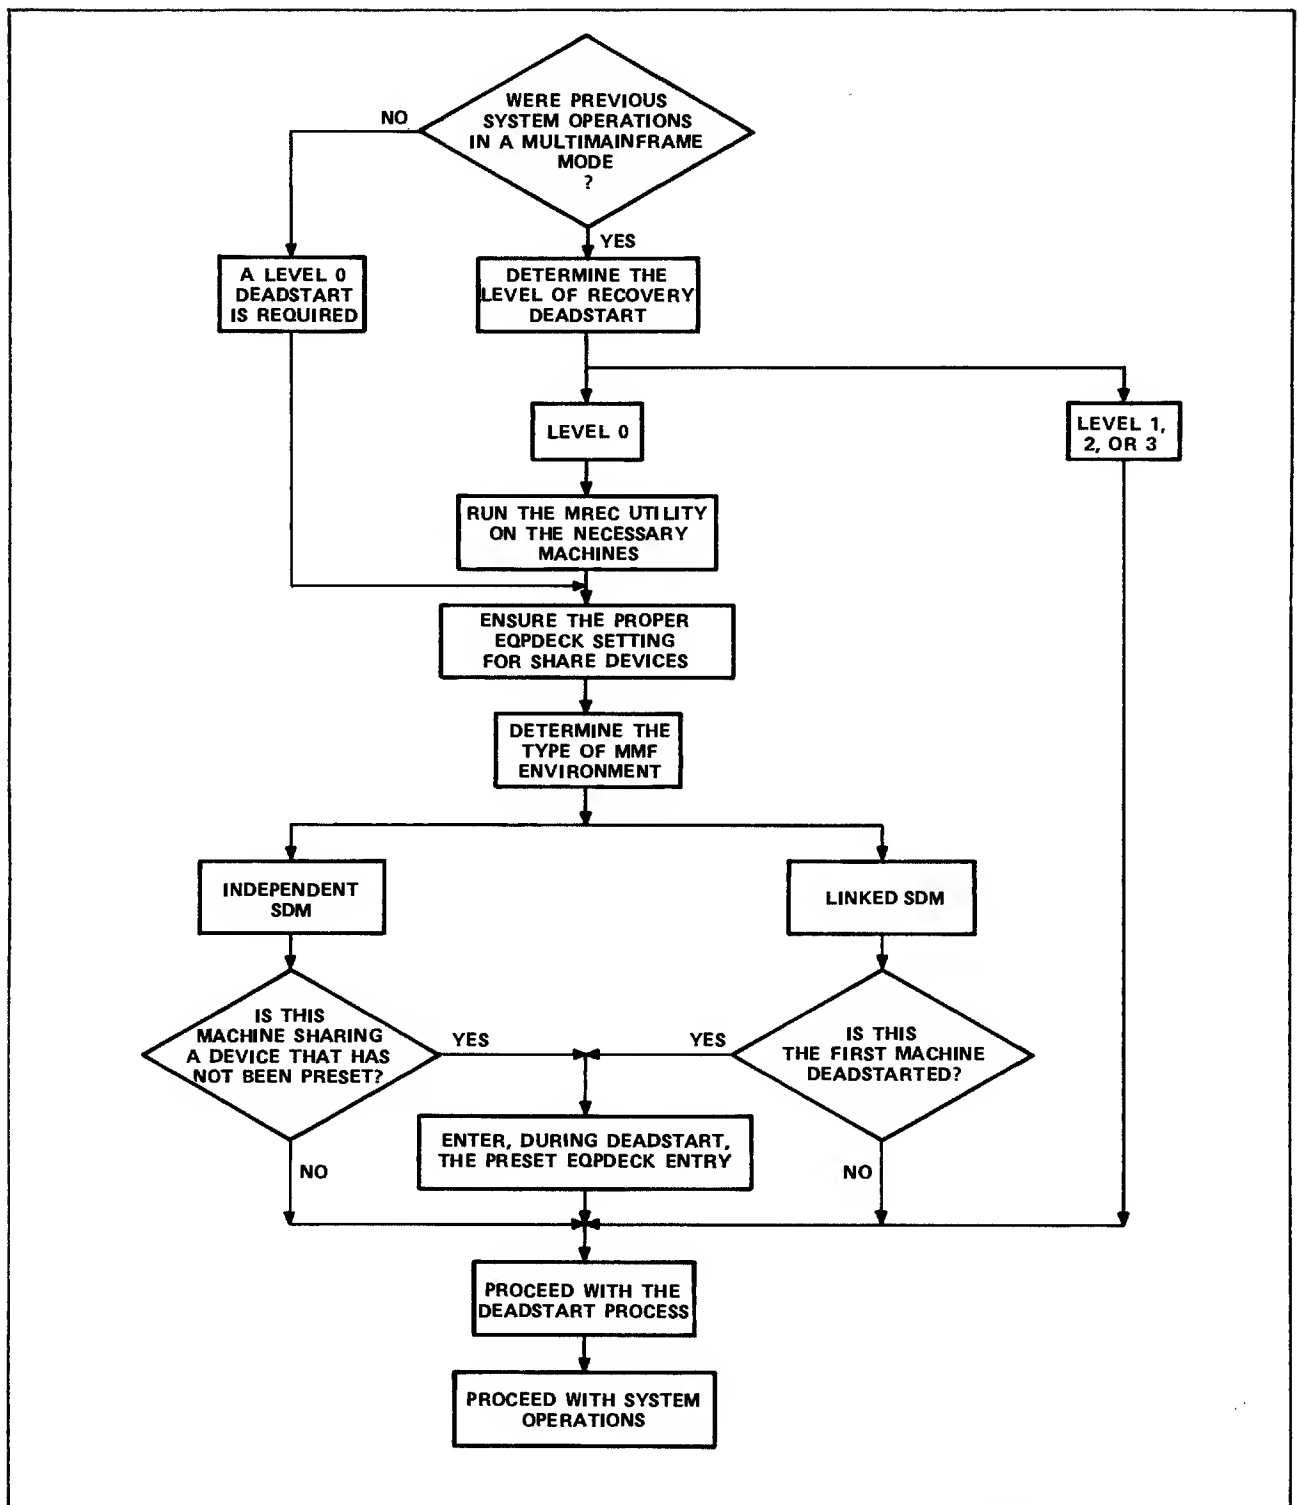 WERE PREVIOUS
SYSTEM OPERATIONS
IN A MULTIMAINFRAME
MODE
?
NO
YES
A LEVEL 0
DEADSTART
IS REQUIRED
DETERMINE THE
LEVEL OF RECOVERY
DEADSTART
LEVEL 0
LEVEL 1,
2, OR 3
RUN THE MREC UTILITY
ON THE NECESSARY
MACHINES
ENSURE THE PROPER
EQPDECK SETTING
FOR SHARE DEVICES
DETERMINE THE
TYPE OF MMF
ENVIRONMENT
INDEPENDENT
SDM
LINKED SDM
IS THIS
MACHINE SHARING
A DEVICE THAT HAS
NOT BEEN PRESET?
YES
YES
IS THIS
THE FIRST MACHINE
DEADSTARTED?
ENTER, DURING DEADSTART,
THE PRESET EQPDECK ENTRY
NO
NO
PROCEED WITH THE
DEADSTART PROCESS
PROCEED WITH SYSTEM
OPERATIONS